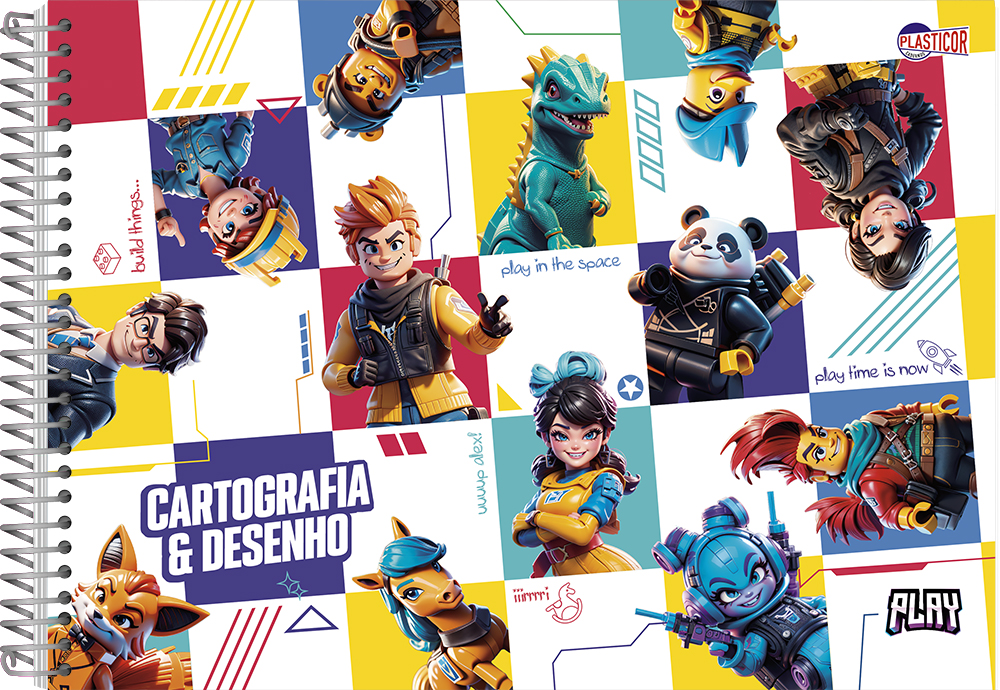 PLASTICOR
build things...
play in the space
play time is now
uuuup alex!
CARTOGRAFIA
& DESENHO
iiirrrri
PLAY